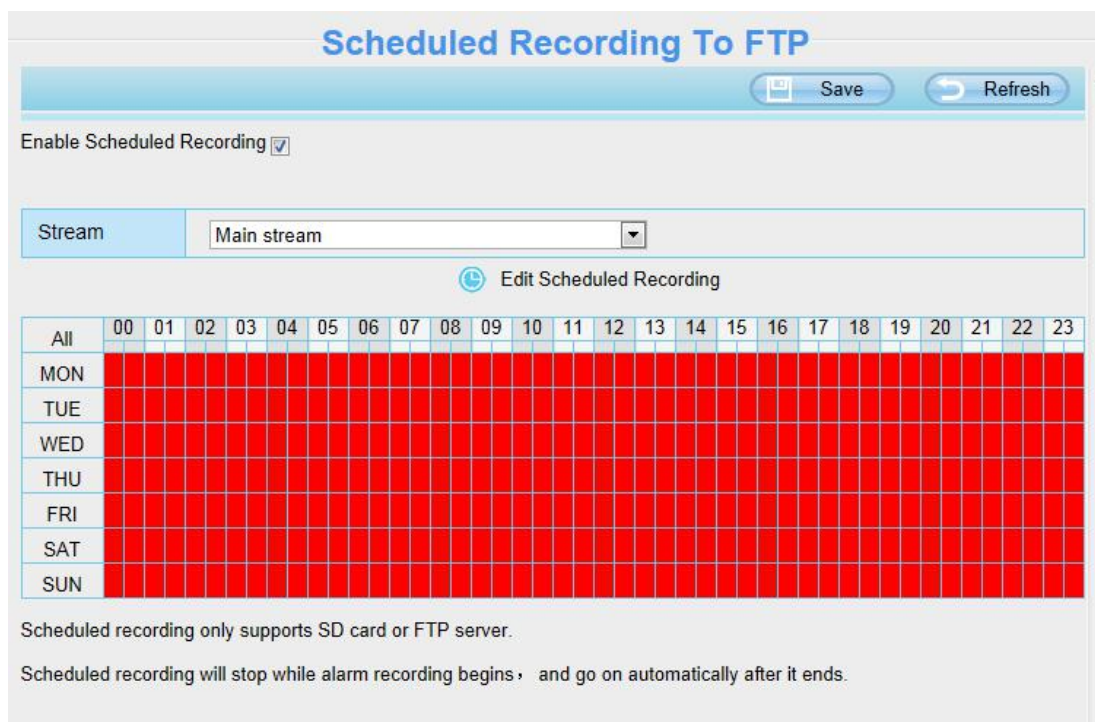 Scheduled Recording To FTP
Save Refresh
Enable Scheduled Recording
Stream Main stream
Edit Scheduled Recording
All 00 01 02 03 04 05 06 07 08 09 10 11 12 13 14 15 16 17 18 19 20 21 22 23
MON
TUE
WED
THU
FRI
SAT
SUN
Scheduled recording only supports SD card or FTP server.
Scheduled recording will stop while alarm recording begins， and go on automatically after it ends.